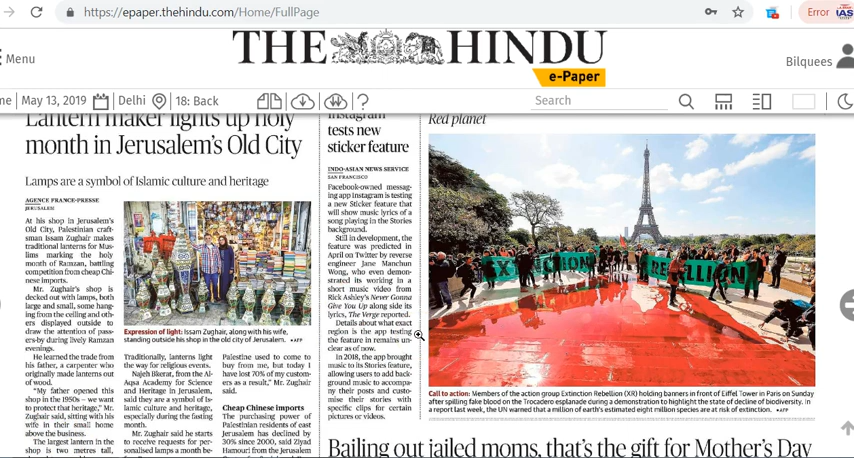 https://epaper.thehindu.com/Home/FullPage
Error
IAS
THE HINDU
e-Paper
Menu
Bilquees
me May 13, 2019 Delhi 18: Back
Search
Lantern maker lights up holy
month in Jerusalem's Old City
Lamps are a symbol of Islamic culture and heritage
AGENCE FRANCE-PRESSE
JERUSALEM
At his shop in Jerusalem's
Old City, Palestinian craft-
sman Issam Zughair makes
traditional lanterns for Mus-
lims marking the holy
month of Ramzan, battling
competition from cheap Chi-
nese imports.
Mr. Zughair's shop is
decked out with lamps, both
large and small, some hang-
ing from the ceiling and oth-
ers displayed outside to
draw the attention of pass-
ers-by during lively Ramzan
evenings.
He learned the trade from
his father, a carpenter who
originally made lanterns out
of wood.
"My father opened this
shop in the 1950s – we want
to protect that heritage," Mr.
Zughair said, sitting with his
wife in their small home
above the business.
The largest lantern in the
shop is two metres tall,
Expression of light: Issam Zughair, along with his wife,
standing outside his shop in the old city of Jerusalem. •AFP
Traditionally, lanterns light
the way for religious events.
Najeh Bkerat, from the Al-
Aqsa Academy for Science
and Heritage in Jerusalem,
said they are a symbol of Is-
lamic culture and heritage,
especially during the fasting
month.
Mr. Zughair said he starts
to receive requests for per-
sonalised lamps a month be-
Palestine used to come to
buy from me, but today I
have lost 70% of my custom-
ers as a result," Mr. Zughair
said.
Cheap Chinese imports
The purchasing power of
Palestinian residents of east
Jerusalem has declined by
30% since 2000, said Ziyad
Hamouri from the Jerusalem
Instagram
tests new
sticker feature
INDO-ASIAN NEWS SERVICE
SAN FRANCISCO
Facebook-owned messag-
ing app Instagram is testing
a new Sticker feature that
will show music lyrics of a
song playing in the Stories
background.
Still in development, the
feature was predicted in
April on Twitter by reverse
engineer Jane Manchun
Wong, who even demon-
strated its working in a
short music video from
Rick Ashley's Never Gonna
Give You Up along side its
lyrics, The Verge reported.
Details about what exact
region is the app testing
the feature in remains un-
clear as of now.
In 2018, the app brought
music to its Stories feature,
allowing users to add back-
ground music to accompa-
ny their posts and custo-
mise their stories with
specific clips for certain
pictures or videos.
Red planet
EXTINCTION REBELLION
Call to action: Members of the action group Extinction Rebellion (XR) holding banners in front of Eiffel Tower in Paris on Sunday
after spilling fake blood on the Trocadero esplanade during a demonstration to highlight the state of decline of biodiversity. In
a report last week, the UN warned that a million of earth's estimated eight million species are at risk of extinction. •AFP
Bailing out jailed moms, that's the gift for Mother's Day